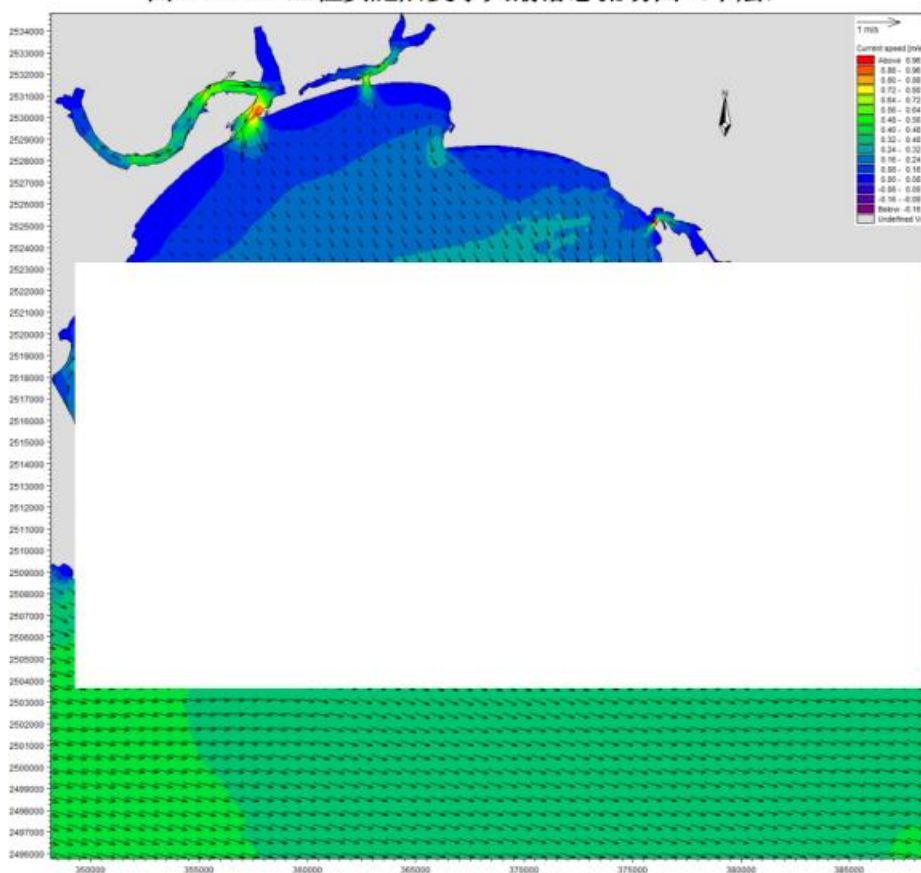 1 m/s
Current speed [m/s]
Above 0.96
0.88 - 0.96
0.80 - 0.88
0.72 - 0.80
0.64 - 0.72
0.56 - 0.64
0.48 - 0.56
0.40 - 0.48
0.32 - 0.40
0.24 - 0.32
0.16 - 0.24
0.08 - 0.16
0.00 - 0.08
-0.08 - 0.00
-0.16 - -0.08
Below -0.16
Undefined V
N
2534000
2533000
2532000
2531000
2530000
2529000
2528000
2527000
2526000
2525000
2524000
2523000
2522000
2521000
2520000
2519000
2518000
2517000
2516000
2515000
2514000
2513000
2512000
2511000
2510000
2509000
2508000
2507000
2506000
2505000
2504000
2503000
2502000
2501000
2500000
2499000
2498000
2497000
2496000
350000 355000 360000 365000 370000 375000 380000 385000